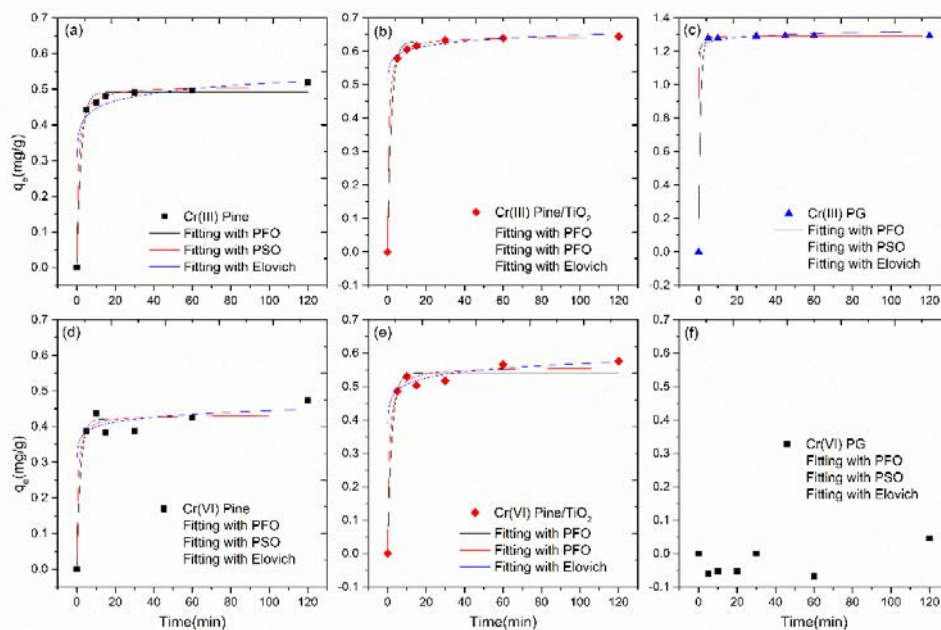 (a)
0.7
0.6
0.5
0.4
0.3
0.2
0.1
0.0
qe(mg/g)
Cr(III) Pine
Fitting with PFO
Fitting with PSO
Fitting with Elovich
0 20 40 60 80 100 120
(b)
0.7
0.6
0.5
0.4
0.3
0.2
0.1
0.0
-0.1
Cr(III) Pine/TiO2
Fitting with PFO
Fitting with PFO
Fitting with Elovich
0 20 40 60 80 100 120
(c)
1.4
1.2
1.0
0.8
0.6
0.4
0.2
0.0
-0.2
Cr(III) PG
Fitting with PFO
Fitting with PSO
Fitting with Elovich
0 20 40 60 80 100 120
(d)
0.7
0.6
0.5
0.4
0.3
0.2
0.1
0.0
qe(mg/g)
Cr(VI) Pine
Fitting with PFO
Fitting with PSO
Fitting with Elovich
0 20 40 60 80 100 120
Time(min)
(e)
0.7
0.6
0.5
0.4
0.3
0.2
0.1
0.0
-0.1
Cr(VI) Pine/TiO2
Fitting with PFO
Fitting with PFO
Fitting with Elovich
0 20 40 60 80 100 120
Time(min)
(f)
0.7
0.6
0.5
0.4
0.3
0.2
0.1
0.0
-0.1
Cr(VI) PG
Fitting with PFO
Fitting with PSO
Fitting with Elovich
0 20 40 60 80 100 120
Time(min)